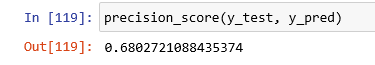 In [119]: precision_score(y_test, y_pred)
Out[119]: 0.6802721088435374